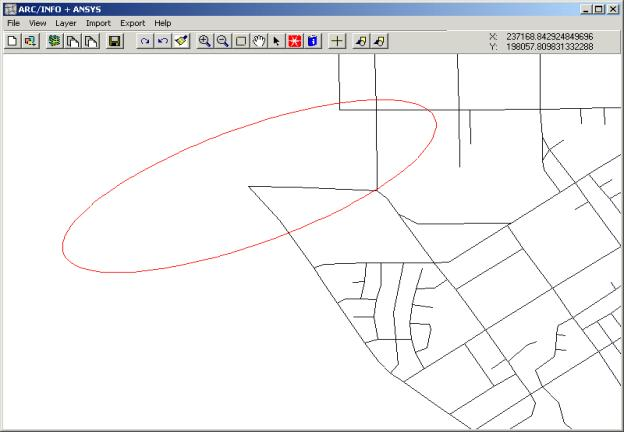 ARC/INFO + ANSYS
File View Layer Import Export Help
X: 237168.842924849696
Y: 198057.809831332288